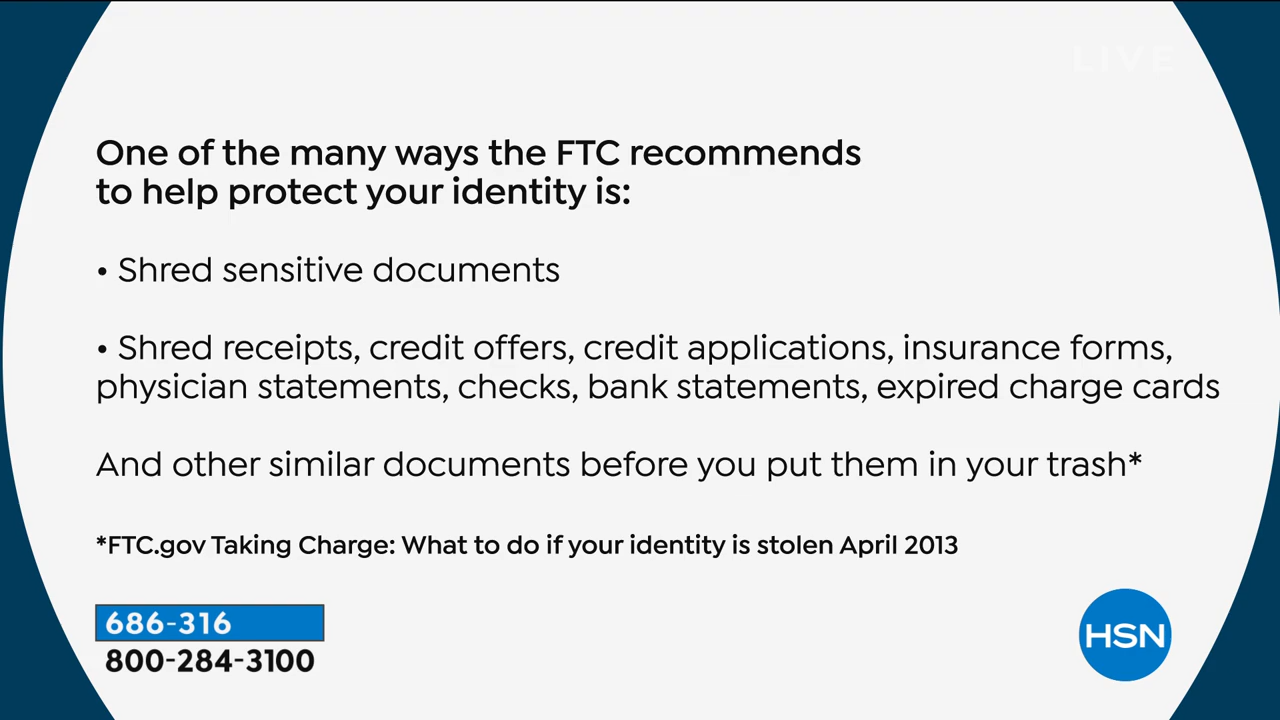 LIVE
One of the many ways the FTC recommends
to help protect your identity is:
• Shred sensitive documents
• Shred receipts, credit offers, credit applications, insurance forms,
physician statements, checks, bank statements, expired charge cards
And other similar documents before you put them in your trash*
*FTC.gov Taking Charge: What to do if your identity is stolen April 2013
686-316
800-284-3100
HSN